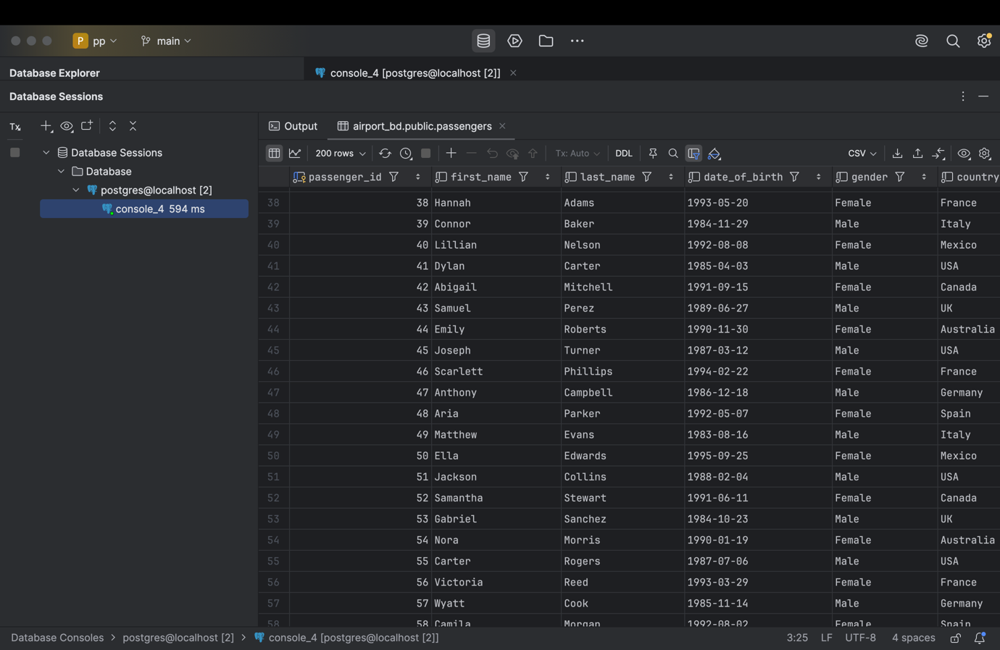 P pp main
Database Explorer console_4 [postgres@localhost [2]]
Database Sessions
Tx Output airport_bd.public.passengers
200 rows Tx: Auto DDL CSV
Database Sessions
Database
postgres@localhost [2]
console_4 594 ms
passenger_id first_name last_name date_of_birth gender country
38 38 Hannah Adams 1993-05-20 Female France
39 39 Connor Baker 1984-11-29 Male Italy
40 40 Lillian Nelson 1992-08-08 Female Mexico
41 41 Dylan Carter 1985-04-03 Male USA
42 42 Abigail Mitchell 1991-09-15 Female Canada
43 43 Samuel Perez 1989-06-27 Male UK
44 44 Emily Roberts 1990-11-30 Female Australia
45 45 Joseph Turner 1987-03-12 Male USA
46 46 Scarlett Phillips 1994-02-22 Female France
47 47 Anthony Campbell 1986-12-18 Male Germany
48 48 Aria Parker 1992-05-07 Female Spain
49 49 Matthew Evans 1983-08-16 Male Italy
50 50 Ella Edwards 1995-09-25 Female Mexico
51 51 Jackson Collins 1988-02-04 Male USA
52 52 Samantha Stewart 1991-06-11 Female Canada
53 53 Gabriel Sanchez 1984-10-23 Male UK
54 54 Nora Morris 1990-01-19 Female Australia
55 55 Carter Rogers 1987-07-06 Male USA
56 56 Victoria Reed 1993-03-29 Female France
57 57 Wyatt Cook 1985-11-14 Male Germany
58 58 Camila Morgan 1992-08-02 Female Spain
Database Consoles > postgres@localhost [2] > console_4 [postgres@localhost [2]] 3:25 LF UTF-8 4 spaces